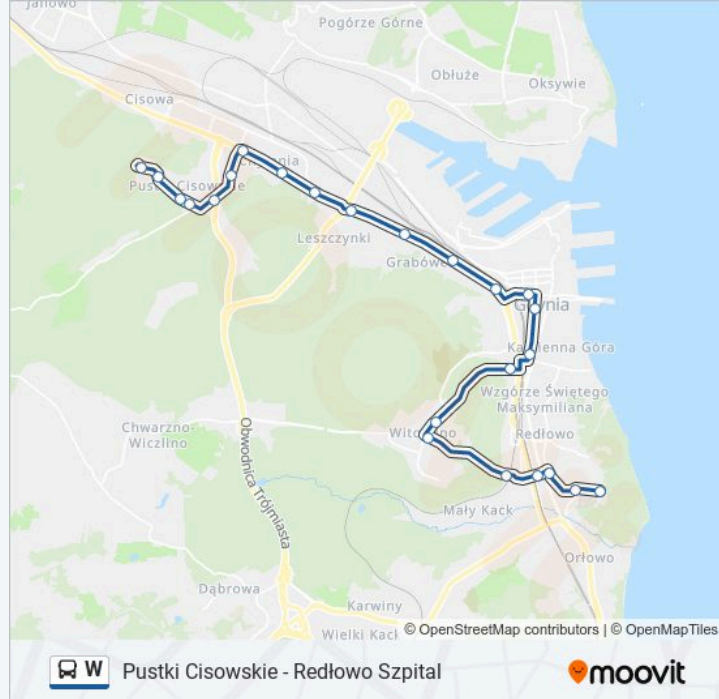 Janowo
Pogórze Górne
Obłuże
Oksywie
Cisowa
Pustki Cisowskie
Leszczynki
Grabówek
Gdynia
Kamienna Góra
Wzgórze Świętego
Maksymiliana
Chwarzno-
Wiczlino
Witomino
Redłowo
Obwodnica Trójmiasta
Mały Kack
Orłowo
Dąbrowa
Karwiny
Wielki Kack
© OpenStreetMap contributors | © OpenMapTiles
W
Pustki Cisowskie - Redłowo Szpital
moovit